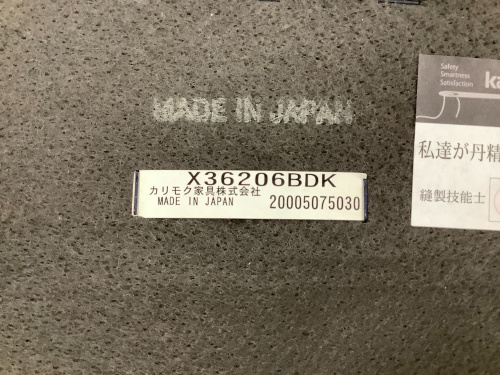 Safety
Smartness
Satisfaction
ka
MADE IN JAPAN
私達が丹精
縫製技能士
X36206BDK
カリモク家具株式会社
MADE IN JAPAN 20005075030